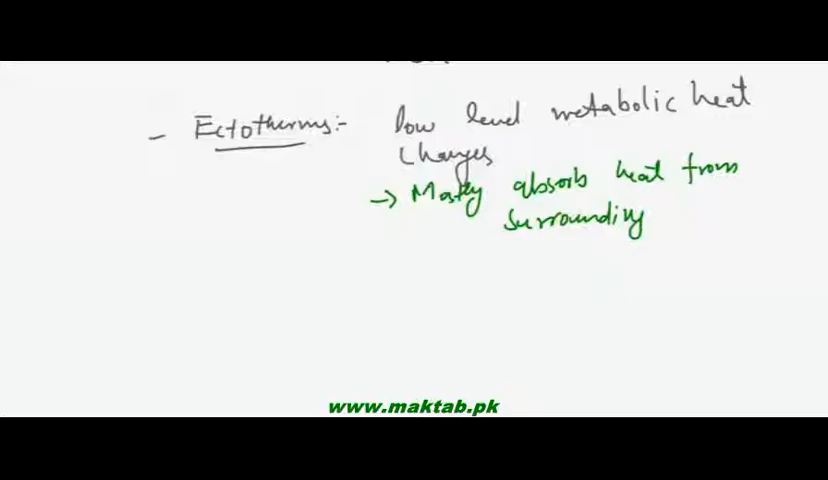 - Ectotherms:- low level metabolic heat
changes
→ Mostly absorb heat from
surrounding
www.maktab.pk